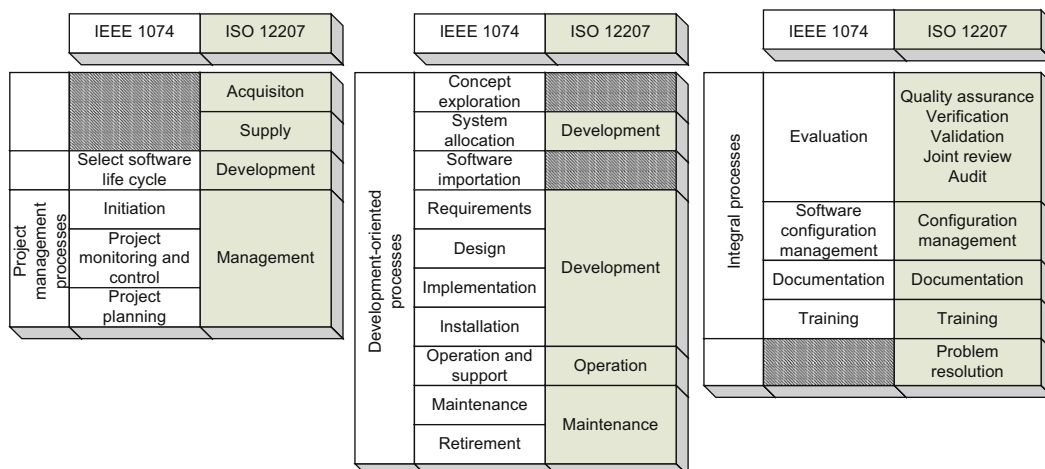 IEEE 1074
ISO 12207
Acquisiton
Supply
Select software
life cycle
Development
Project
management
processes
Initiation
Project
monitoring and
control
Project
planning
Management
IEEE 1074
ISO 12207
Development-oriented
processes
Concept
exploration
System
allocation
Development
Software
importation
Requirements
Design
Implementation
Installation
Development
Operation and
support
Operation
Maintenance
Retirement
Maintenance
IEEE 1074
ISO 12207
Integral processes
Evaluation
Quality assurance
Verification
Validation
Joint review
Audit
Software
configuration
management
Configuration
management
Documentation
Documentation
Training
Training
Problem
resolution